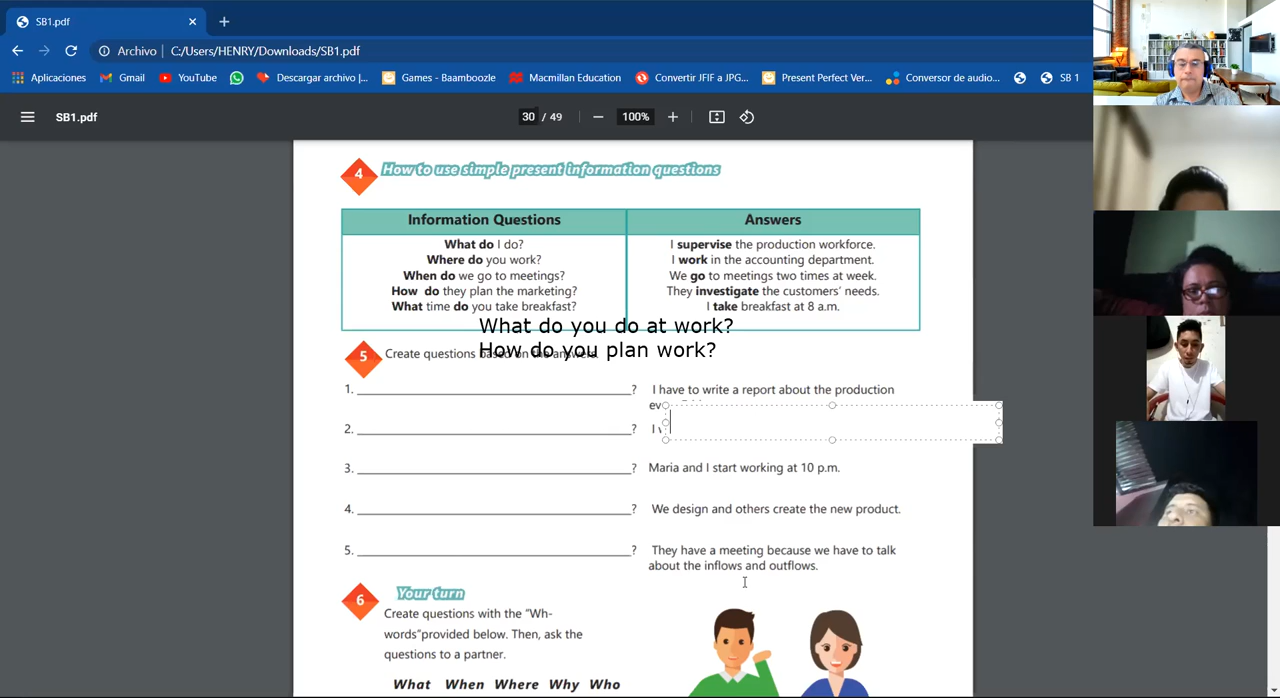 SB1.pdf
Archivo C:/Users/HENRY/Downloads/SB1.pdf
Aplicaciones Gmail YouTube Descargar archivo |... Games - Baamboozle Macmillan Education Convertir JFIF a JPG... Present Perfect Ver... Conversor de audio... SB 1
SB1.pdf 30 / 49 100%
4 How to use simple present information questions
Information Questions Answers
What do I do? I supervise the production workforce.
Where do you work? I work in the accounting department.
When do we go to meetings? We go to meetings two times at week.
How do they plan the marketing? They investigate the customers' needs.
What time do you take breakfast? I take breakfast at 8 a.m.
What do you do at work?
How do you plan work?
5 Create questions based on the answers.
1. ? I have to write a report about the production
2. ? I
3. ? Maria and I start working at 10 p.m.
4. ? We design and others create the new product.
5. ? They have a meeting because we have to talk
about the inflows and outflows.
6 Your turn
Create questions with the "Wh-
words"provided below. Then, ask the
questions to a partner.
What When Where Why Who